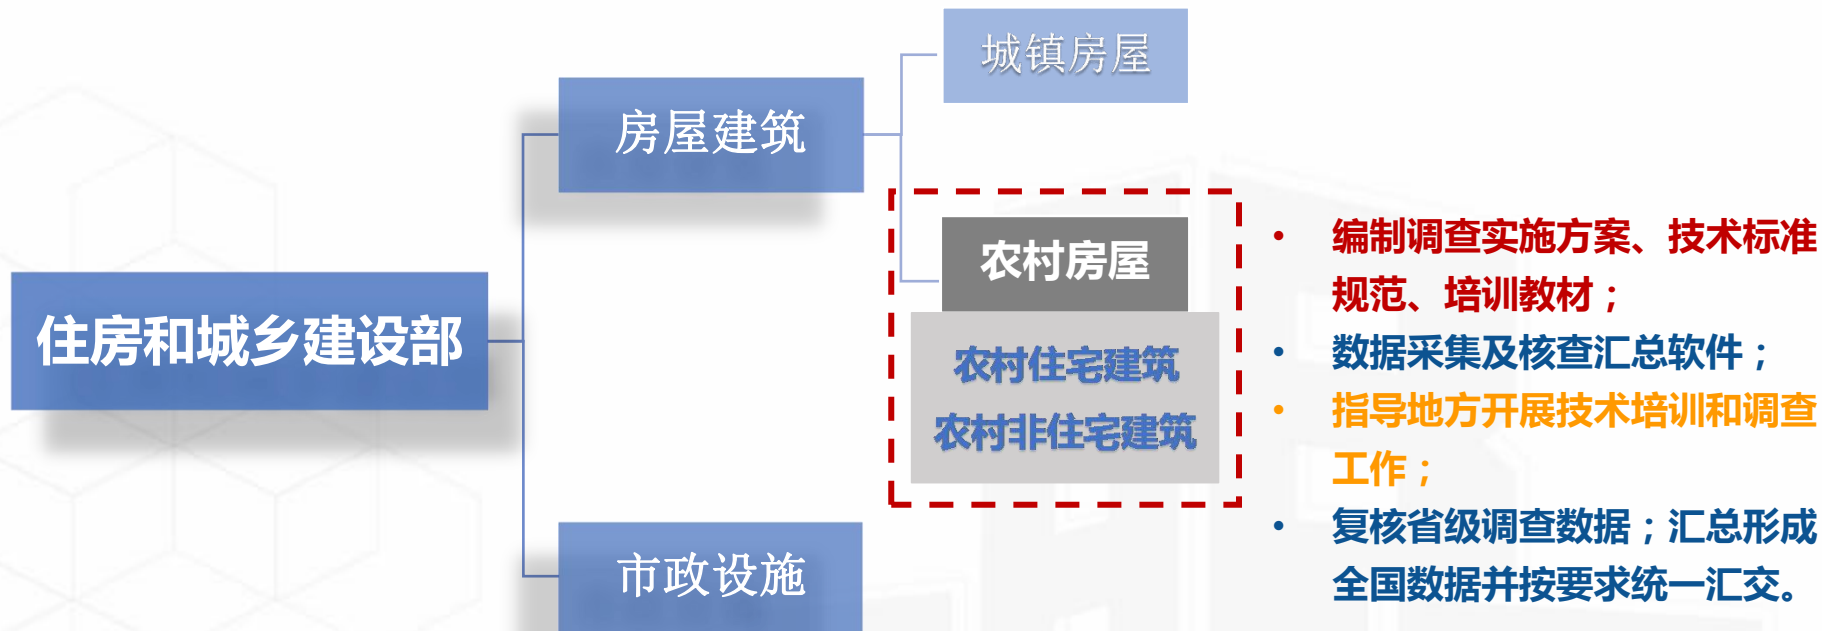 城镇房屋
房屋建筑
农村房屋
农村住宅建筑
农村非住宅建筑
住房和城乡建设部
市政设施
• 编制调查实施方案、技术标准
规范、培训教材；
• 数据采集及核查汇总软件；
• 指导地方开展技术培训和调查
工作；
• 复核省级调查数据；汇总形成
全国数据并按要求统一汇交。